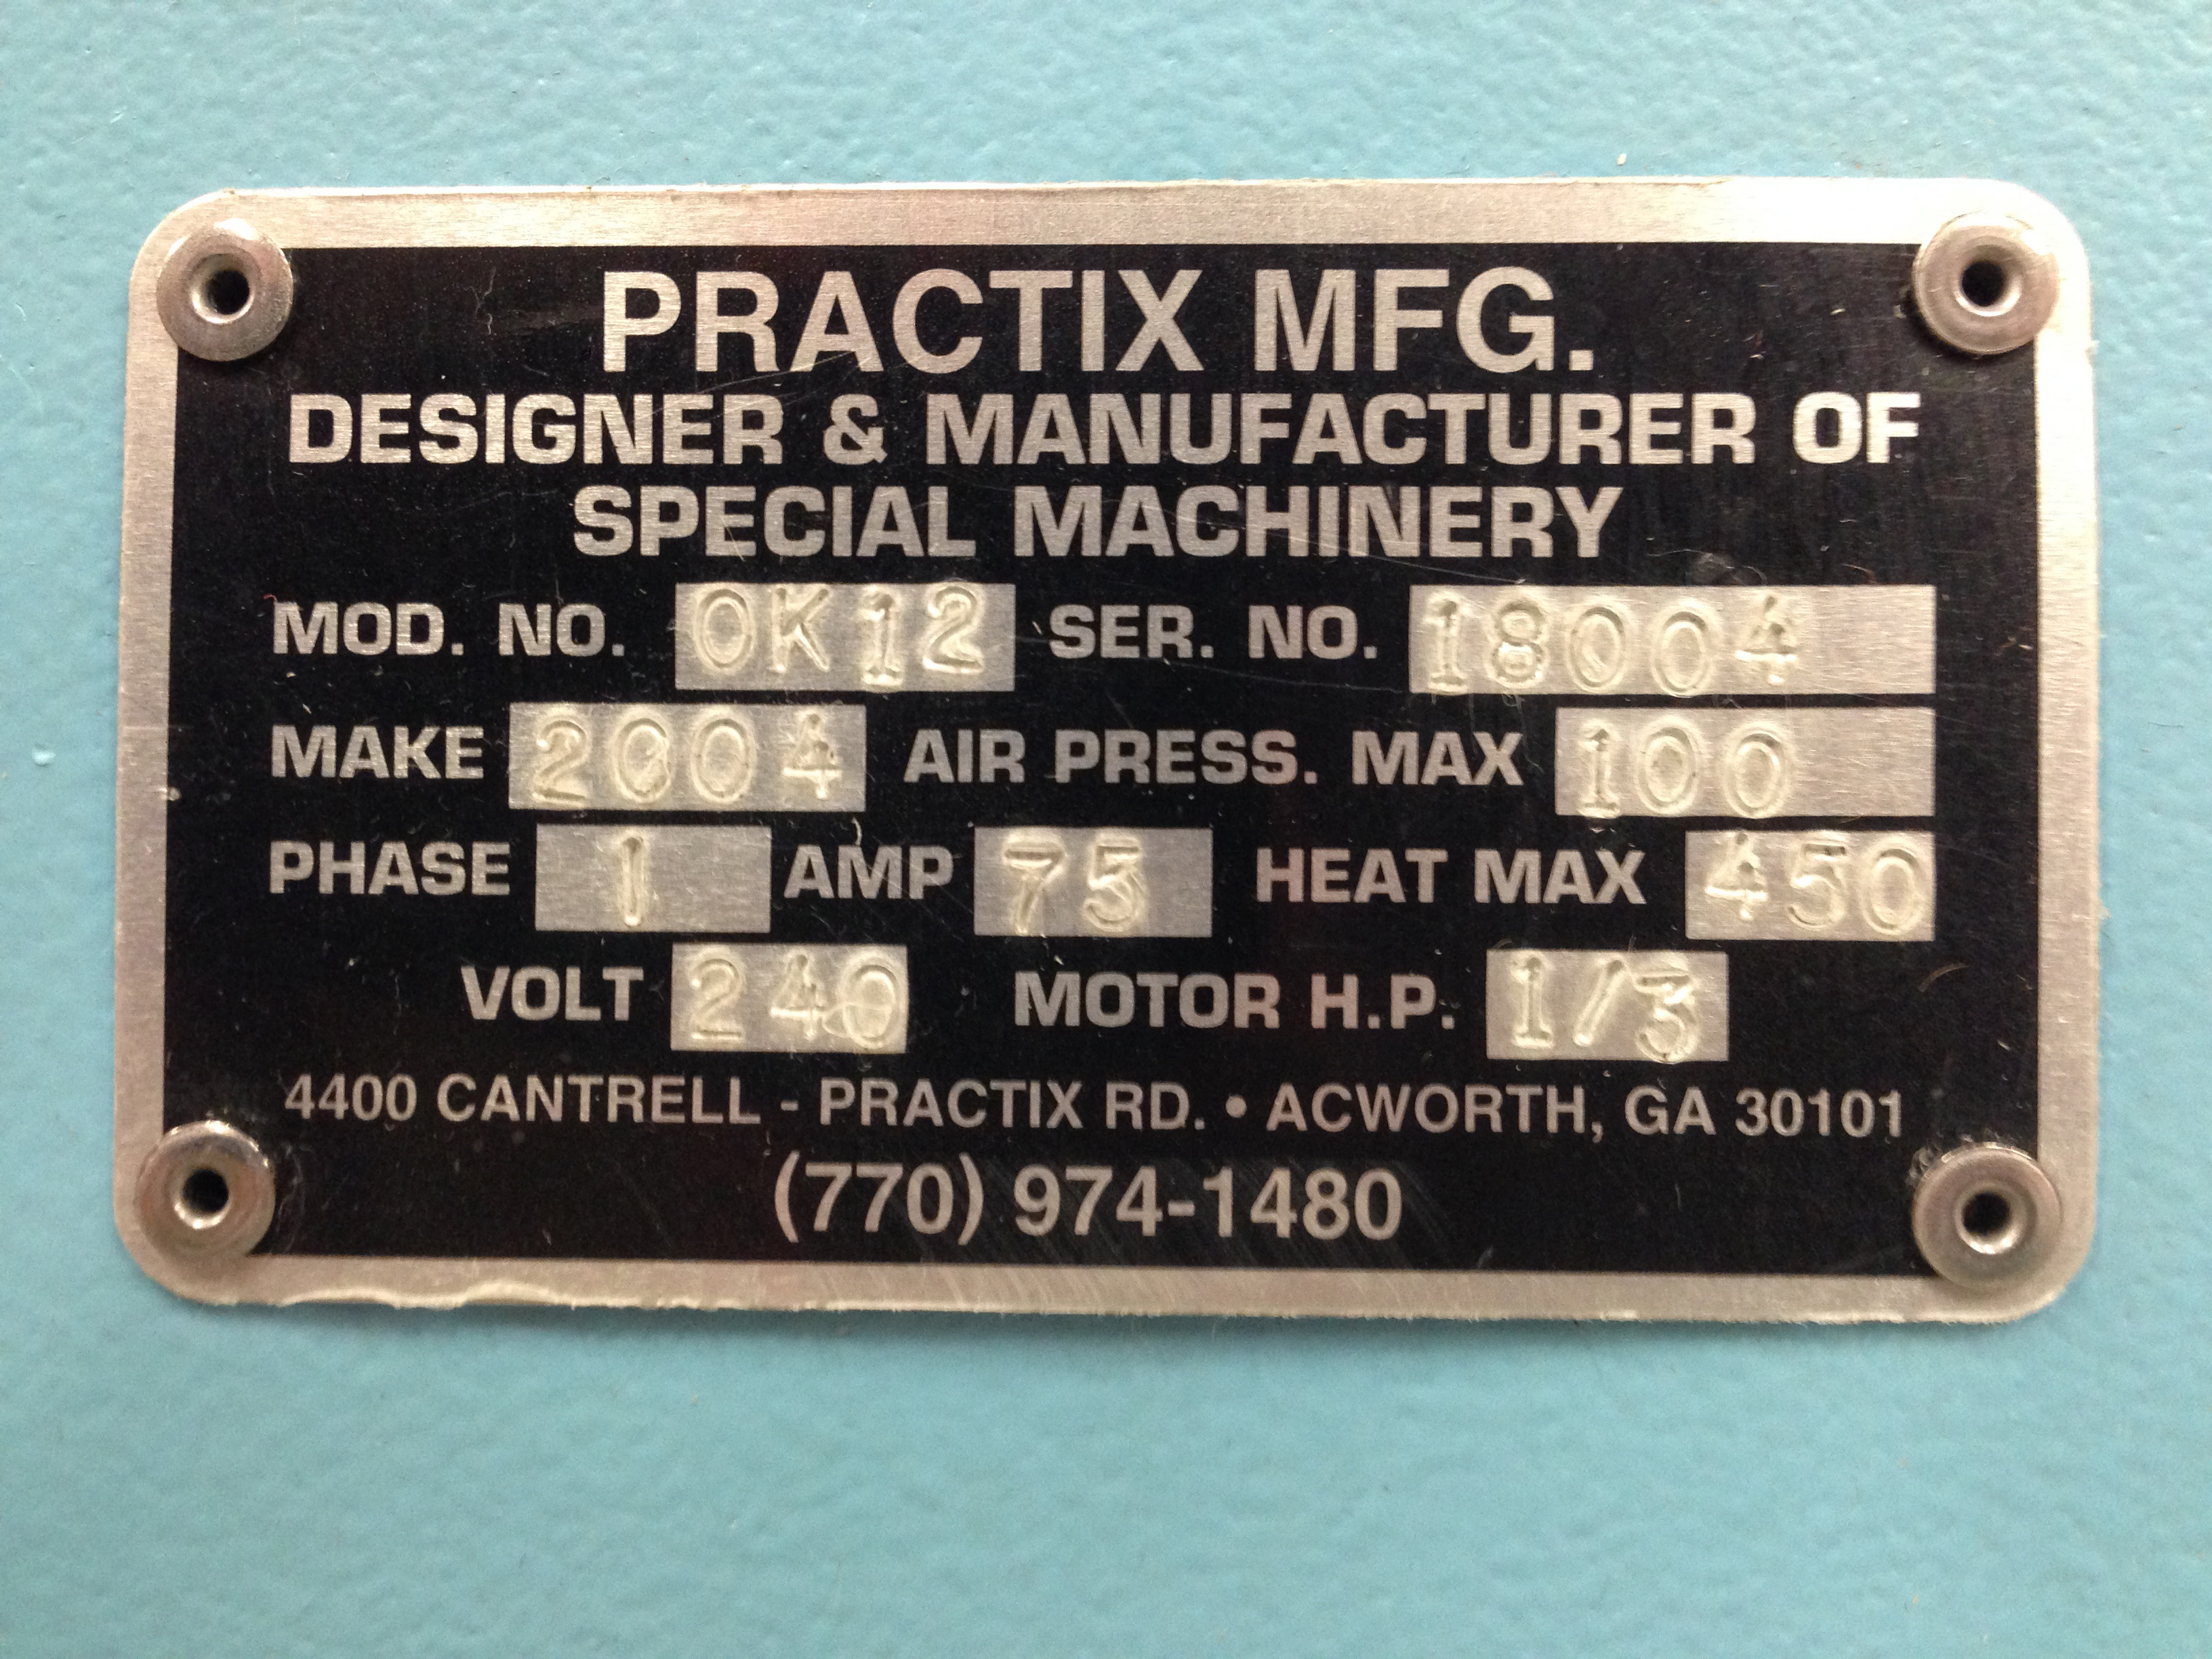 PRACTIX MFG.
DESIGNER & MANUFACTURER OF
SPECIAL MACHINERY
MOD. NO. OK12 SER. NO. 18004
MAKE 2004 AIR PRESS. MAX 100
PHASE 1 AMP 75 HEAT MAX 450
VOLT 240 MOTOR H.P. 1/3
4400 CANTRELL - PRACTIX RD. • ACWORTH, GA 30101
(770) 974-1480